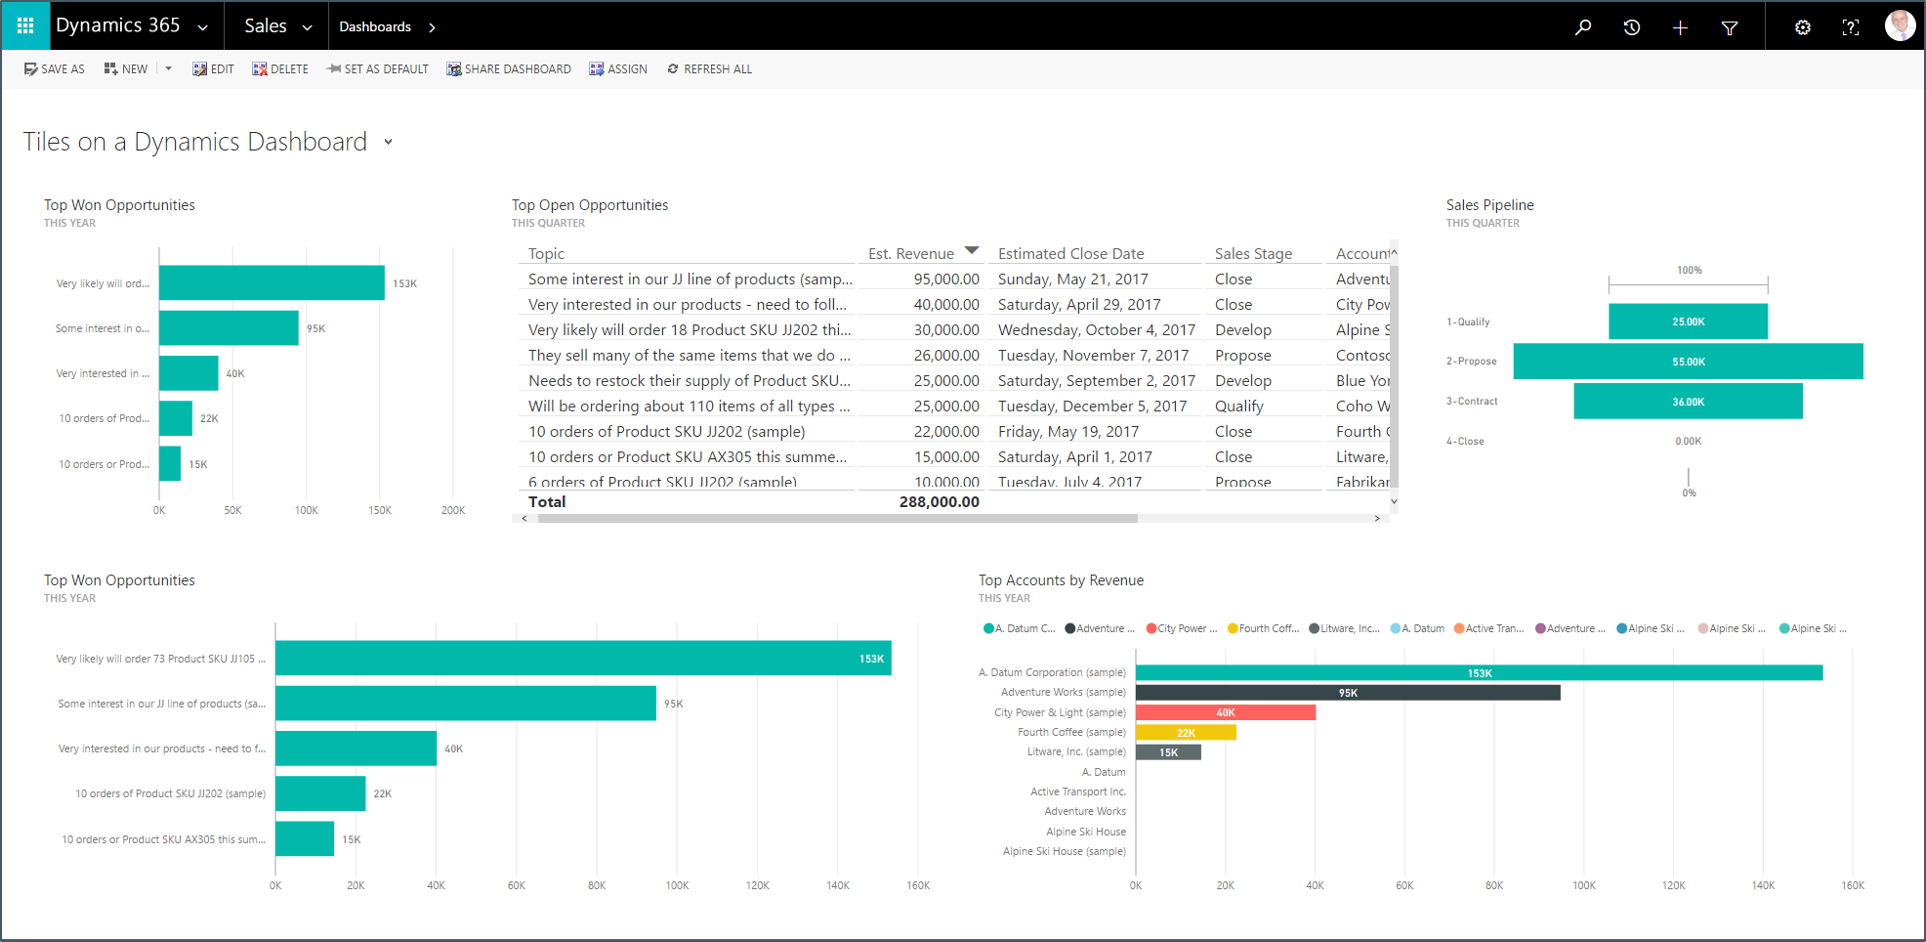 Dynamics 365 Sales Dashboards
SAVE AS NEW EDIT DELETE SET AS DEFAULT SHARE DASHBOARD ASSIGN REFRESH ALL
Tiles on a Dynamics Dashboard
Top Won Opportunities
THIS YEAR
Very likely will ord... 153K
Some interest in o... 95K
Very interested in ... 40K
10 orders of Prod... 22K
10 orders or Prod... 15K
0K 50K 100K 150K 200K
Top Open Opportunities
THIS QUARTER
Topic Est. Revenue Estimated Close Date Sales Stage Account
Some interest in our JJ line of products (samp... 95,000.00 Sunday, May 21, 2017 Close Adventu
Very interested in our products - need to foll... 40,000.00 Saturday, April 29, 2017 Close City Pow
Very likely will order 18 Product SKU JJ202 thi... 30,000.00 Wednesday, October 4, 2017 Develop Alpine S
They sell many of the same items that we do ... 26,000.00 Tuesday, November 7, 2017 Propose Contoso
Needs to restock their supply of Product SKU... 25,000.00 Saturday, September 2, 2017 Develop Blue Yon
Will be ordering about 110 items of all types ... 25,000.00 Tuesday, December 5, 2017 Qualify Coho W
10 orders of Product SKU JJ202 (sample) 22,000.00 Friday, May 19, 2017 Close Fourth C
10 orders or Product SKU AX305 this summe... 15,000.00 Saturday, April 1, 2017 Close Litware,
6 orders of Product SKU JJ202 (sample) 10,000.00 Tuesday, July 4, 2017 Propose Fabrikam
Total 288,000.00
Sales Pipeline
THIS QUARTER
100%
1-Qualify 25.00K
2-Propose 55.00K
3-Contract 36.00K
4-Close 0.00K
0%
Top Won Opportunities
THIS YEAR
Very likely will order 73 Product SKU JJ105 ... 153K
Some interest in our JJ line of products (sa... 95K
Very interested in our products - need to f... 40K
10 orders of Product SKU JJ202 (sample) 22K
10 orders or Product SKU AX305 this sum... 15K
0K 20K 40K 60K 80K 100K 120K 140K 160K
Top Accounts by Revenue
THIS YEAR
A. Datum C... Adventure ... City Power ... Fourth Coff... Litware, Inc... A. Datum Active Tran... Adventure ... Alpine Ski ... Alpine Ski ... Alpine Ski ...
A. Datum Corporation (sample) 153K
Adventure Works (sample) 95K
City Power & Light (sample) 40K
Fourth Coffee (sample) 22K
Litware, Inc. (sample) 15K
A. Datum
Active Transport Inc.
Adventure Works
Alpine Ski House
Alpine Ski House (sample)
0K 20K 40K 60K 80K 100K 120K 140K 160K